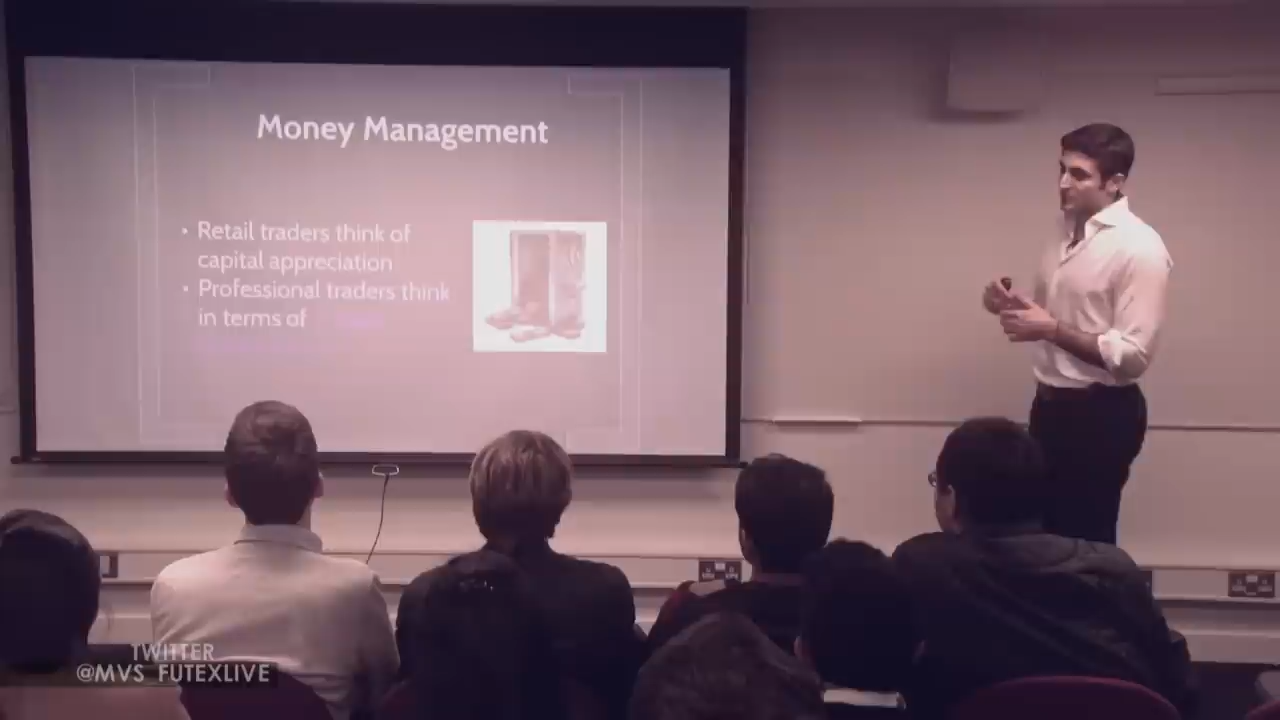 Money Management
• Retail traders think of
capital appreciation
• Professional traders think
in terms of
TWITTER
@MVS_FUTEXLIVE